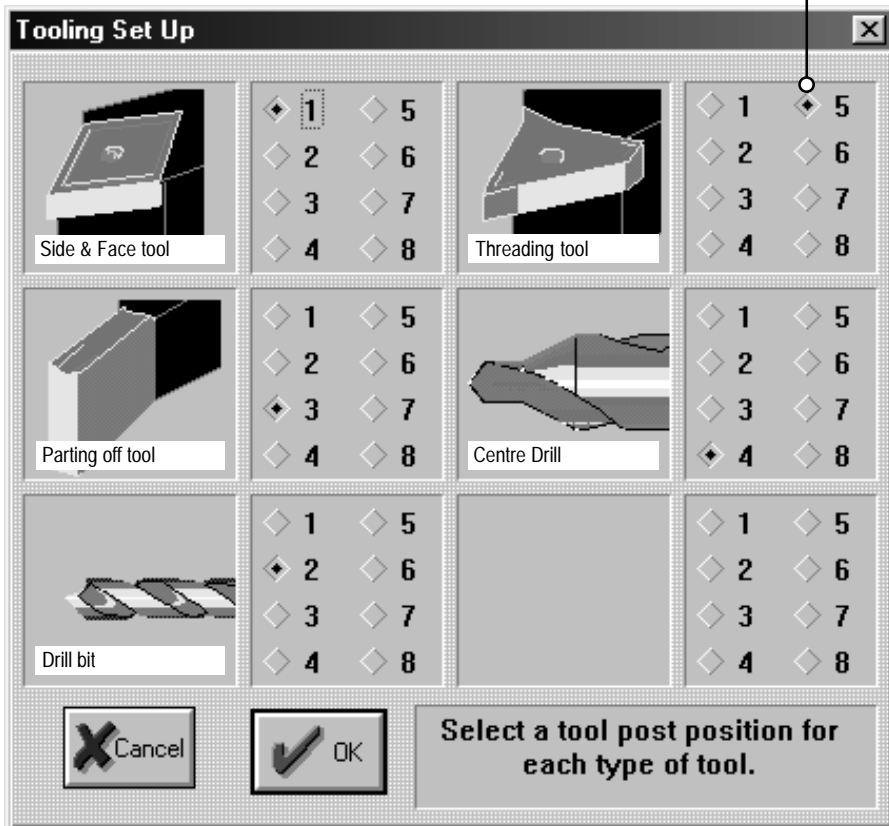 Tooling Set Up
1 5
2 6
3 7
4 8
Side & Face tool
1 5
2 6
3 7
4 8
Threading tool
1 5
2 6
3 7
4 8
Parting off tool
1 5
2 6
3 7
4 8
Centre Drill
1 5
2 6
3 7
4 8
Drill bit
1 5
2 6
3 7
4 8
Cancel
OK
Select a tool post position for
each type of tool.